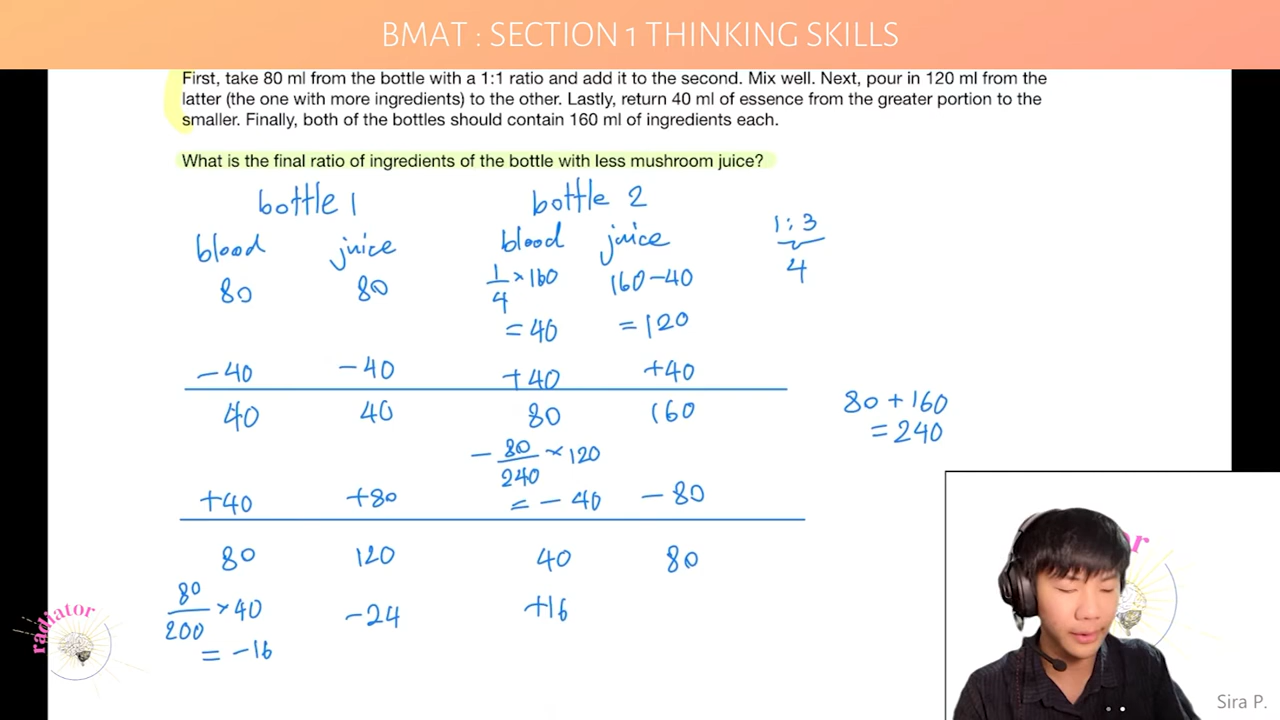 BMAT : SECTION 1 THINKING SKILLS
First, take 80 ml from the bottle with a 1:1 ratio and add it to the second. Mix well. Next, pour in 120 ml from the
latter (the one with more ingredients) to the other. Lastly, return 40 ml of essence from the greater portion to the
smaller. Finally, both of the bottles should contain 160 ml of ingredients each.
What is the final ratio of ingredients of the bottle with less mushroom juice?
bottle 1 bottle 2
blood juice blood juice 1:3
4
80 80 1/4 × 160 160 - 40
= 40 = 120
- 40 - 40 + 40 + 40
40 40 80 160 80 + 160
= 240
- 80/240 × 120
+40 +80 = - 40 - 80
80 120 40 80
80/200 × 40 - 24 +16
= -16
radiator
radiator
Sira P.